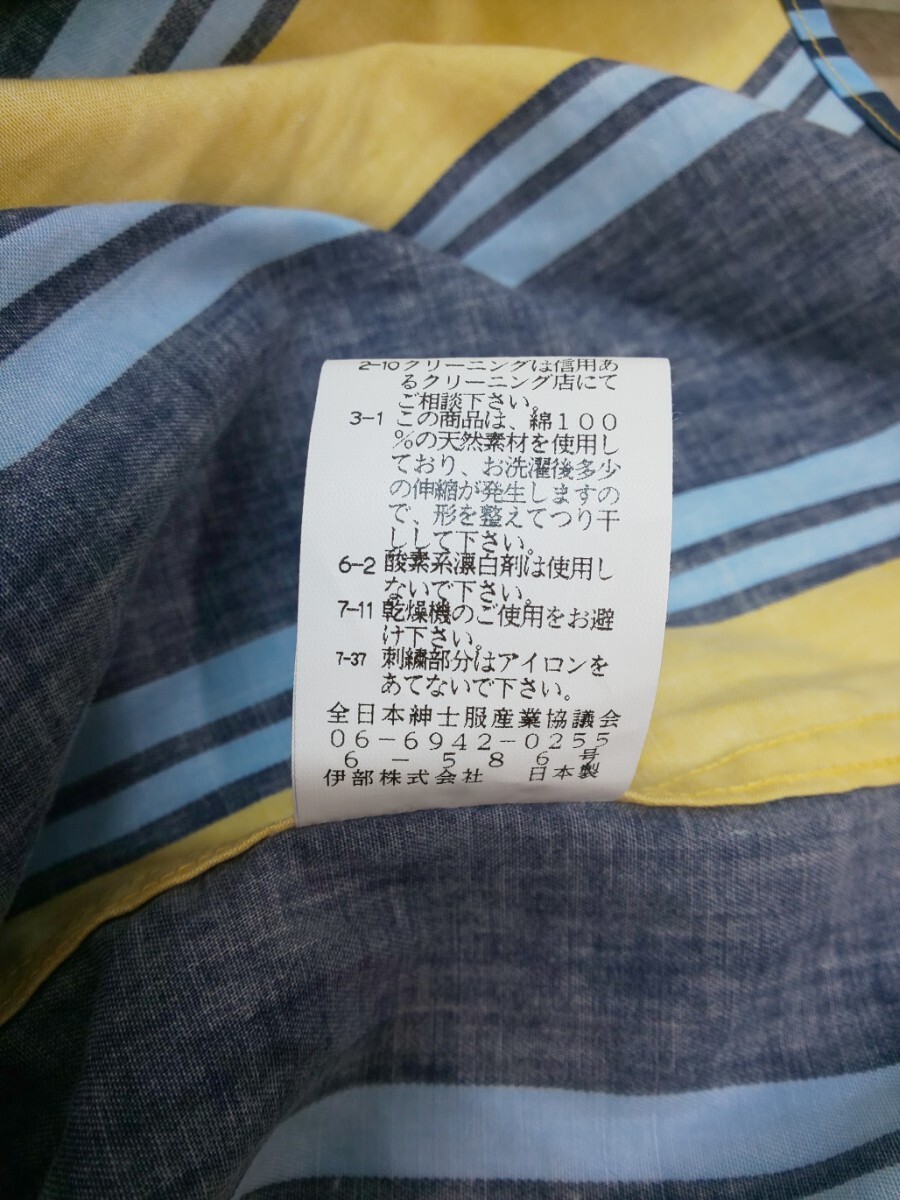 2-10 クリーニングは信用あ
るクリーニング店にて
ご相談下さい。
3-1 この商品は、綿100
%の天然素材を使用し
ており、お洗濯後多少
の伸縮が発生しますの
で、形を整えてつり干
しして下さい。
6-2 酸素系漂白剤は使用し
ないで下さい。
7-11 乾燥機のご使用をお避
け下さい。
7-37 刺繍部分はアイロンを
あてないで下さい。
全日本紳士服産業協議会
06-6942-0255
6-586号
伊部株式会社 日本製